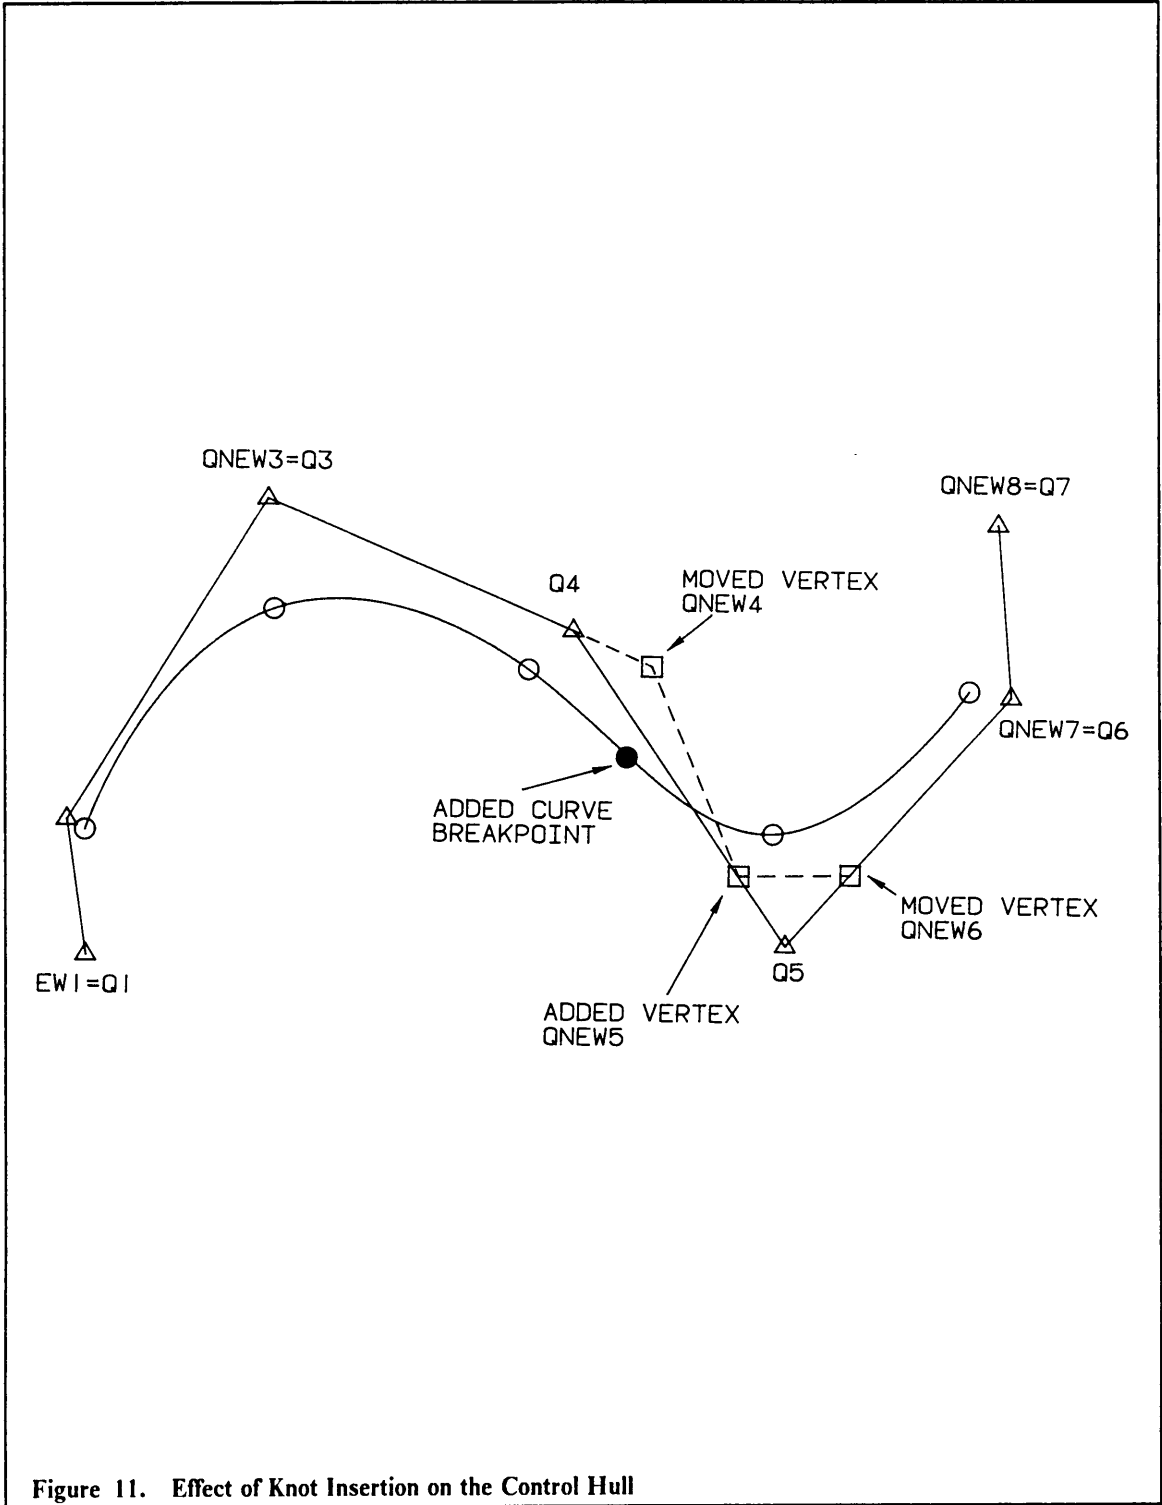 QNEW3=Q3
QNEW8=Q7
Q4
MOVED VERTEX
QNEW4
QNEW7=Q6
ADDED CURVE
BREAKPOINT
MOVED VERTEX
QNEW6
Q5
EW1=Q1
ADDED VERTEX
QNEW5
Figure 11. Effect of Knot Insertion on the Control Hull